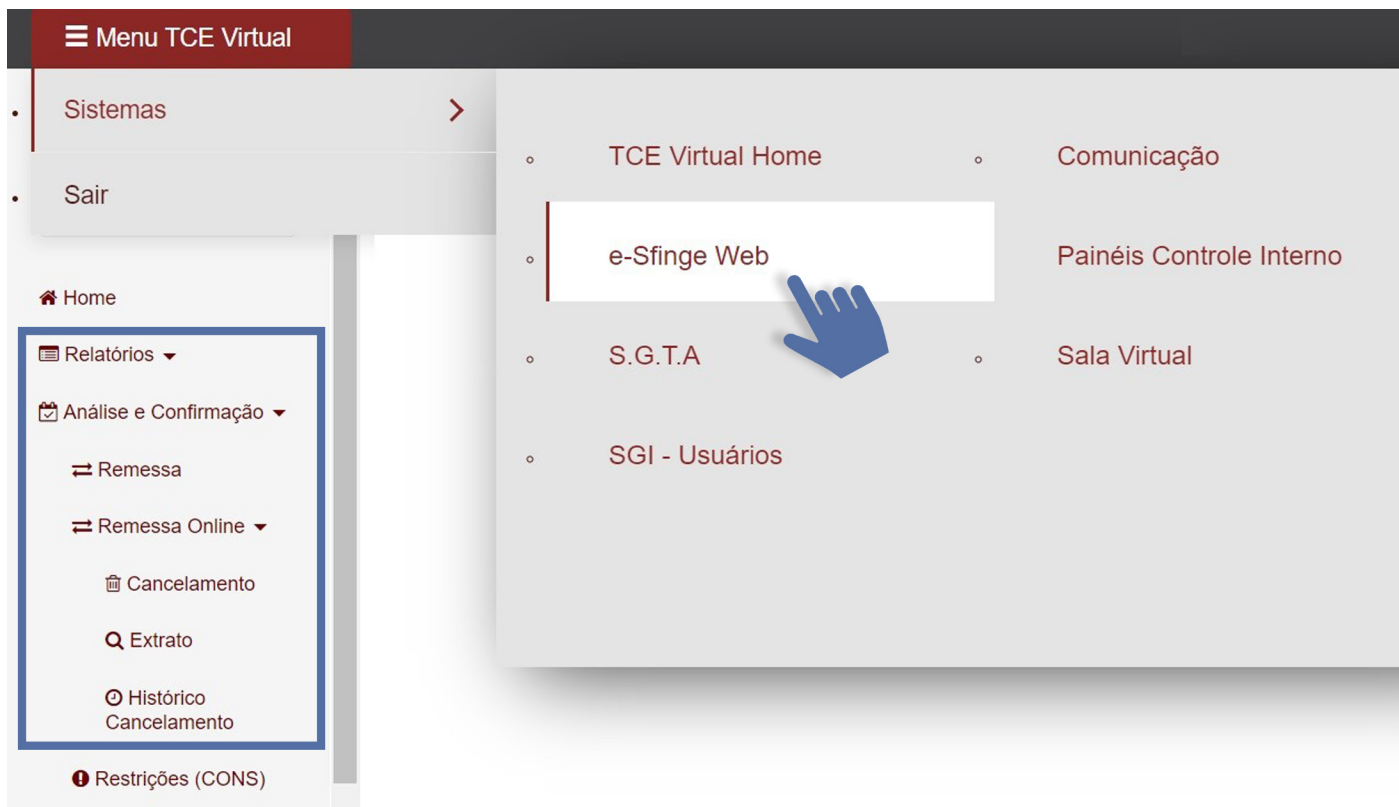 Menu TCE Virtual
Sistemas
Sair
TCE Virtual Home
Comunicação
e-Sfinge Web
Painéis Controle Interno
S.G.T.A
Sala Virtual
SGI - Usuários
Home
Relatórios
Análise e Confirmação
Remessa
Remessa Online
Cancelamento
Extrato
Histórico
Cancelamento
Restrições (CONS)